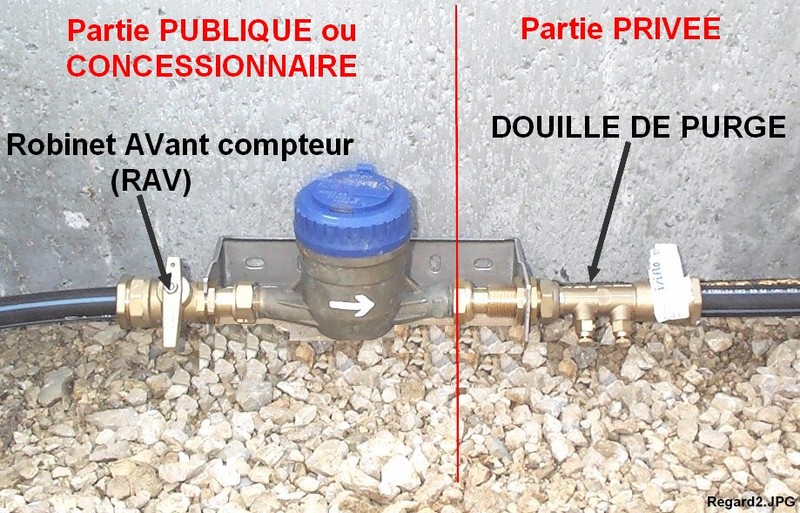 Partie PUBLIQUE ou
CONCESSIONNAIRE
Partie PRIVEE
DOUILLE DE PURGE
Robinet AVant compteur
(RAV)
Regard2.JPG